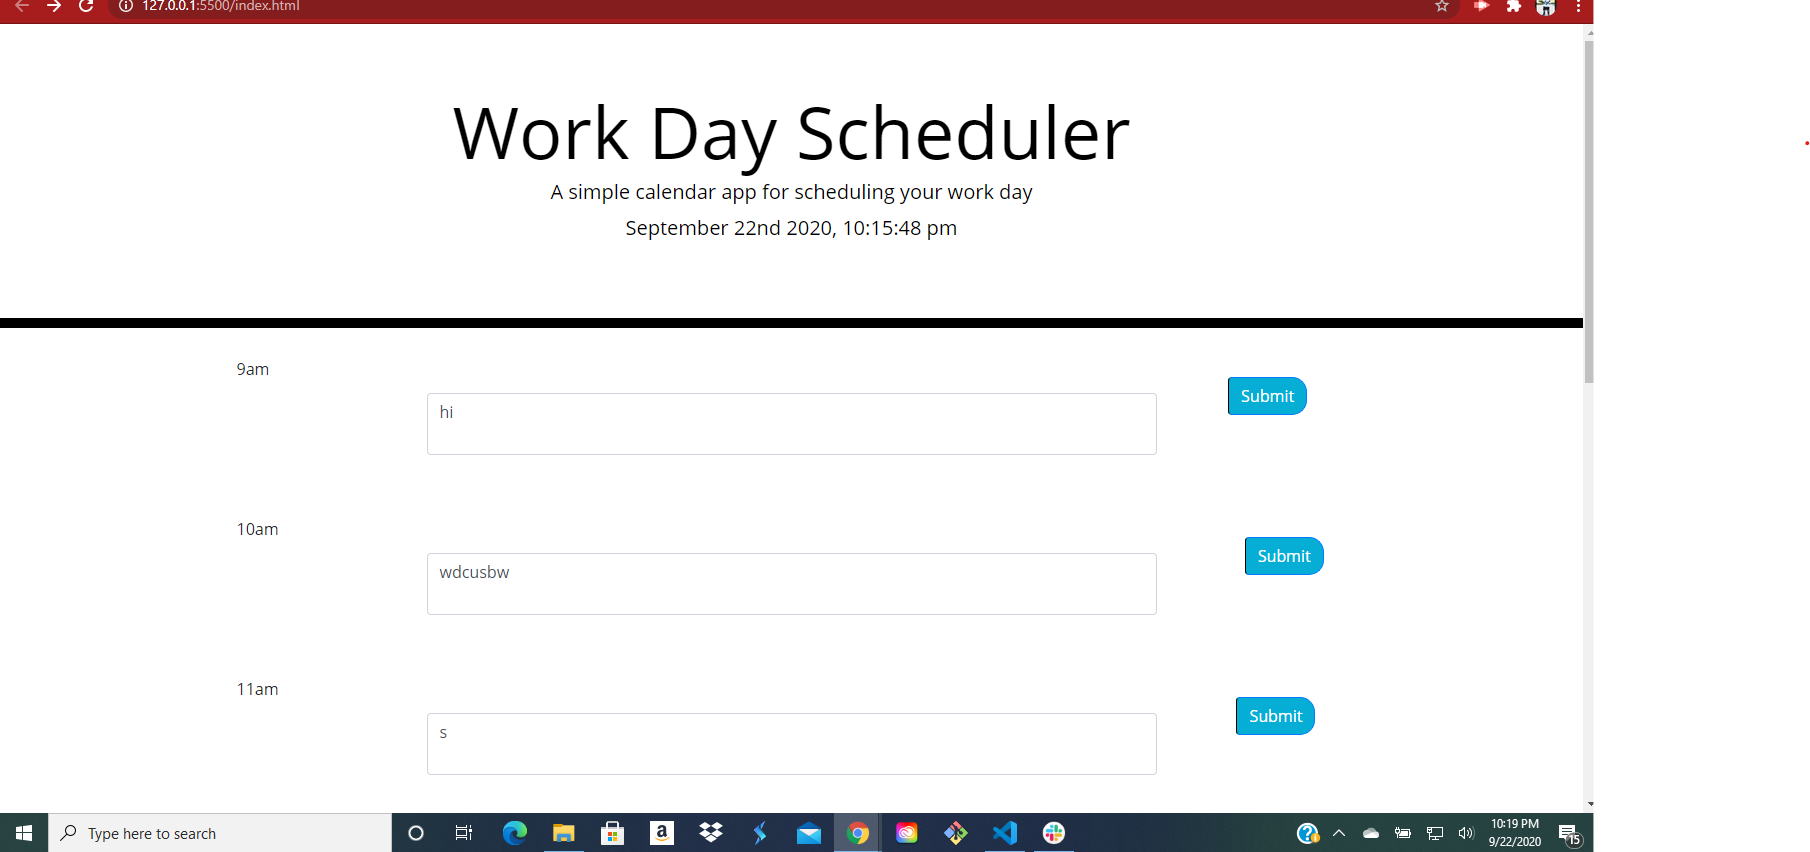 127.0.0.1:5500/index.html
Work Day Scheduler
A simple calendar app for scheduling your work day
September 22nd 2020, 10:15:48 pm
9am
hi
Submit
10am
wdcusbw
Submit
11am
s
Submit
Type here to search
a
10:19 PM
9/22/2020
15